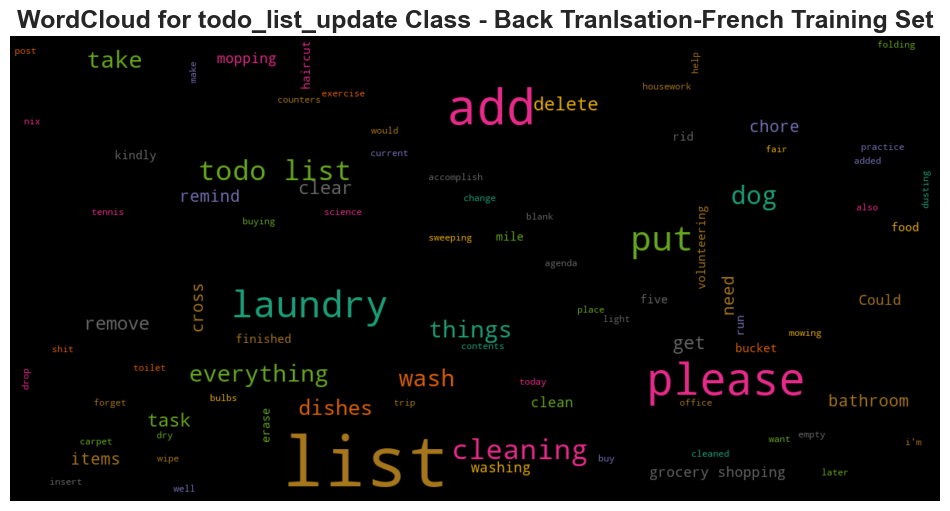 WordCloud for todo_list_update Class - Back Tranlsation-French Training Set
post
take
make
mopping
haircut
counters
exercise
add
delete
help
housework
folding
nix
kindly
would
current
rid
chore
fair
practice
added
todo list
remind
clear
accomplish
change
dog
dusting
tennis
buying
science
blank
also
food
sweeping
mile
put
volunteering
agenda
cross
laundry
things
contents
place
light
five
need
run
Could
mowing
remove
finished
get
bucket
shit
toilet
drop
everything
wash
today
please
office
forget
bulbs
dishes
trip
clean
bathroom
task
dry
erase
carpet
want
empty
i'm
list
cleaning
items
wipe
washing
buy
cleaned
grocery shopping
later
insert
well